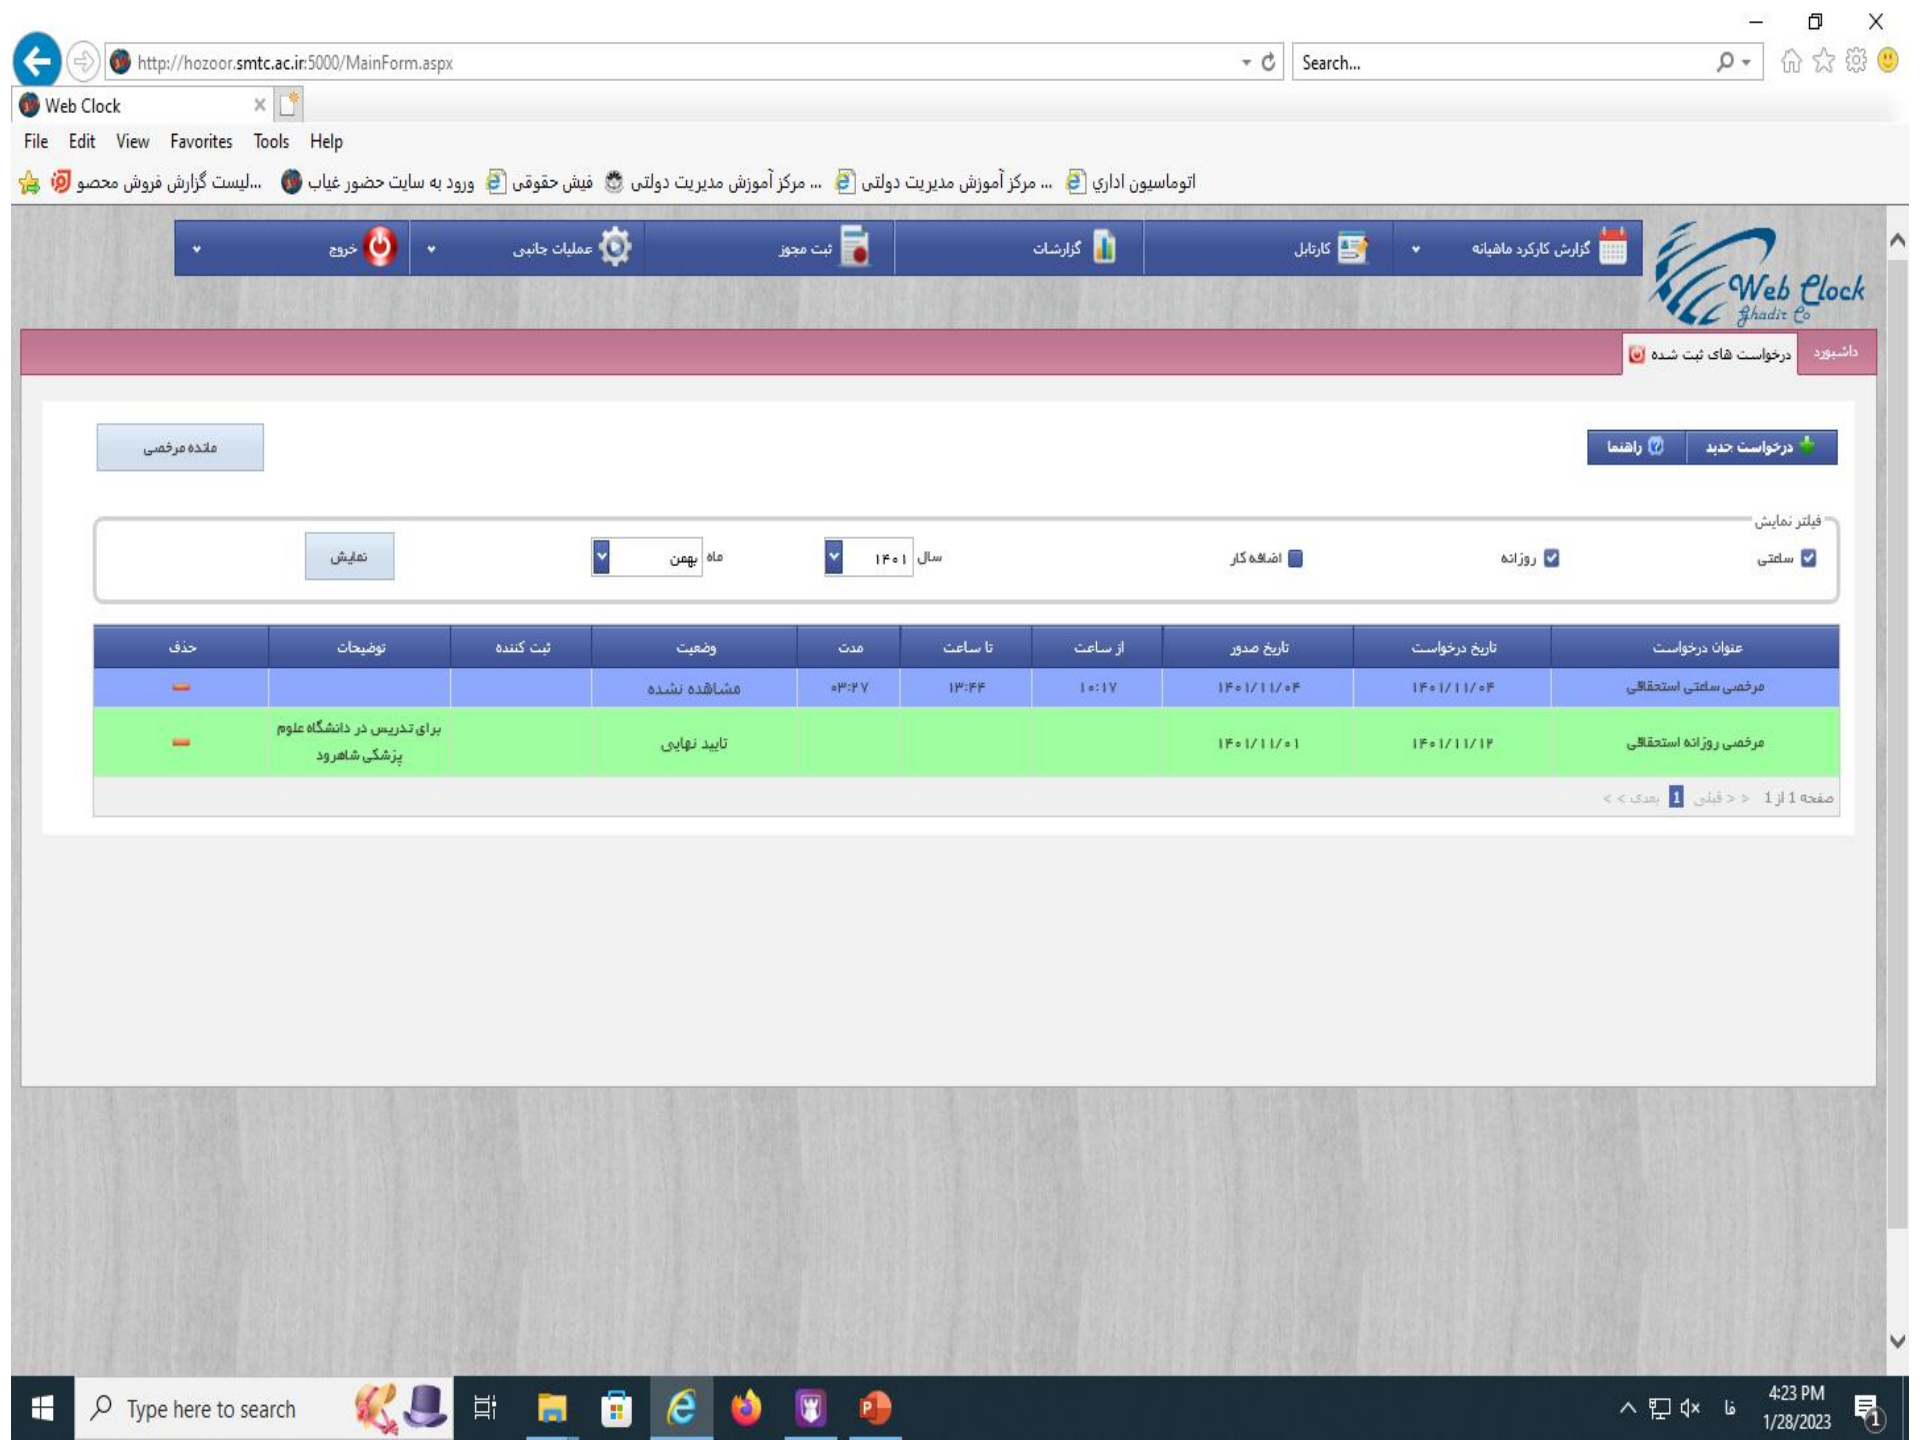 http://hozoor.smtc.ac.ir:5000/MainForm.aspx
Search...
Web Clock
File Edit View Favorites Tools Help
لیست گزارش فروش محصو...
ورود به سایت حضور غیاب
فیش حقوقی
مرکز آموزش مدیریت دولتی ...
مرکز آموزش مدیریت دولتی ...
اتوماسیون اداري
گزارش کارکرد ماهیانه
کارتابل
گزارشات
ثبت مجوز
عملیات جانبی
خروج
Web Clock
Ghadir Co
داشبورد
درخواست های ثبت شده
درخواست جدید
راهنما
مانده مرخصی
فیلتر نمایش
ساعتی
روزانه
اضافه کار
سال ۱۴۰۱
ماه بهمن
نمایش
عنوان درخواست تاریخ درخواست تاریخ صدور از ساعت تا ساعت مدت وضعیت ثبت کننده توضیحات حذف
مرخصی ساعتی استحقاقی ۱۴۰۱/۱۱/۰۴ ۱۴۰۱/۱۱/۰۴ ۱۰:۱۷ ۱۳:۴۴ ۰۳:۲۷ مشاهده نشده
مرخصی روزانه استحقاقی ۱۴۰۱/۱۱/۱۲ ۱۴۰۱/۱۱/۰۱ تایید نهایی برای تدریس در دانشگاه علوم
پزشکی شاهرود
صفحه 1 از 1 < < قبلی 1 بعدی > >
Type here to search
فا
4:23 PM
1/28/2023
1